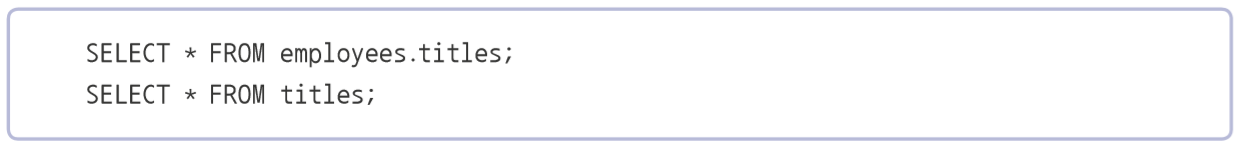 SELECT * FROM employees.titles;
SELECT * FROM titles;